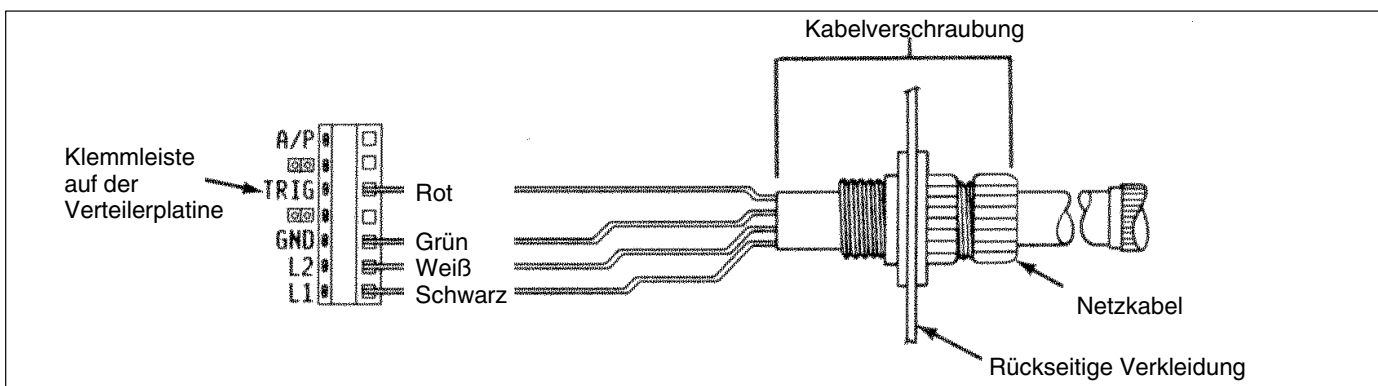 Kabelverschraubung
A/P
Klemmleiste
auf der
Verteilerplatine
TRIG
Rot
GND
Grün
L2
Weiß
L1
Schwarz
Netzkabel
Rückseitige Verkleidung